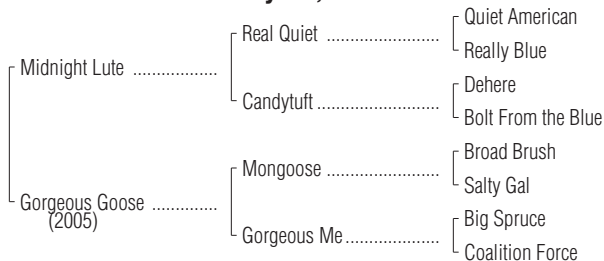 Quiet American
Real Quiet ........................
Really Blue
Midnight Lute ..................
Dehere
Candytuft ..........................
Bolt From the Blue
Broad Brush
Mongoose ........................
Salty Gal
Gorgeous Goose ..............
(2005)
Big Spruce
Gorgeous Me ....................
Coalition Force